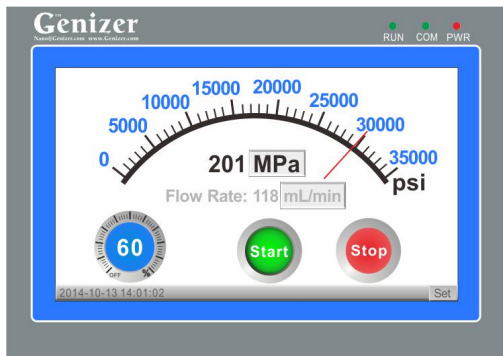 Genizer
Nano@Genizer.com www.Genizer.com
RUN COM PWR
0 5000 10000 15000 20000 25000 30000 35000
psi
201 MPa
Flow Rate: 118 mL/min
60
OFF %
Start
Stop
2014-10-13 14:01:02
Set